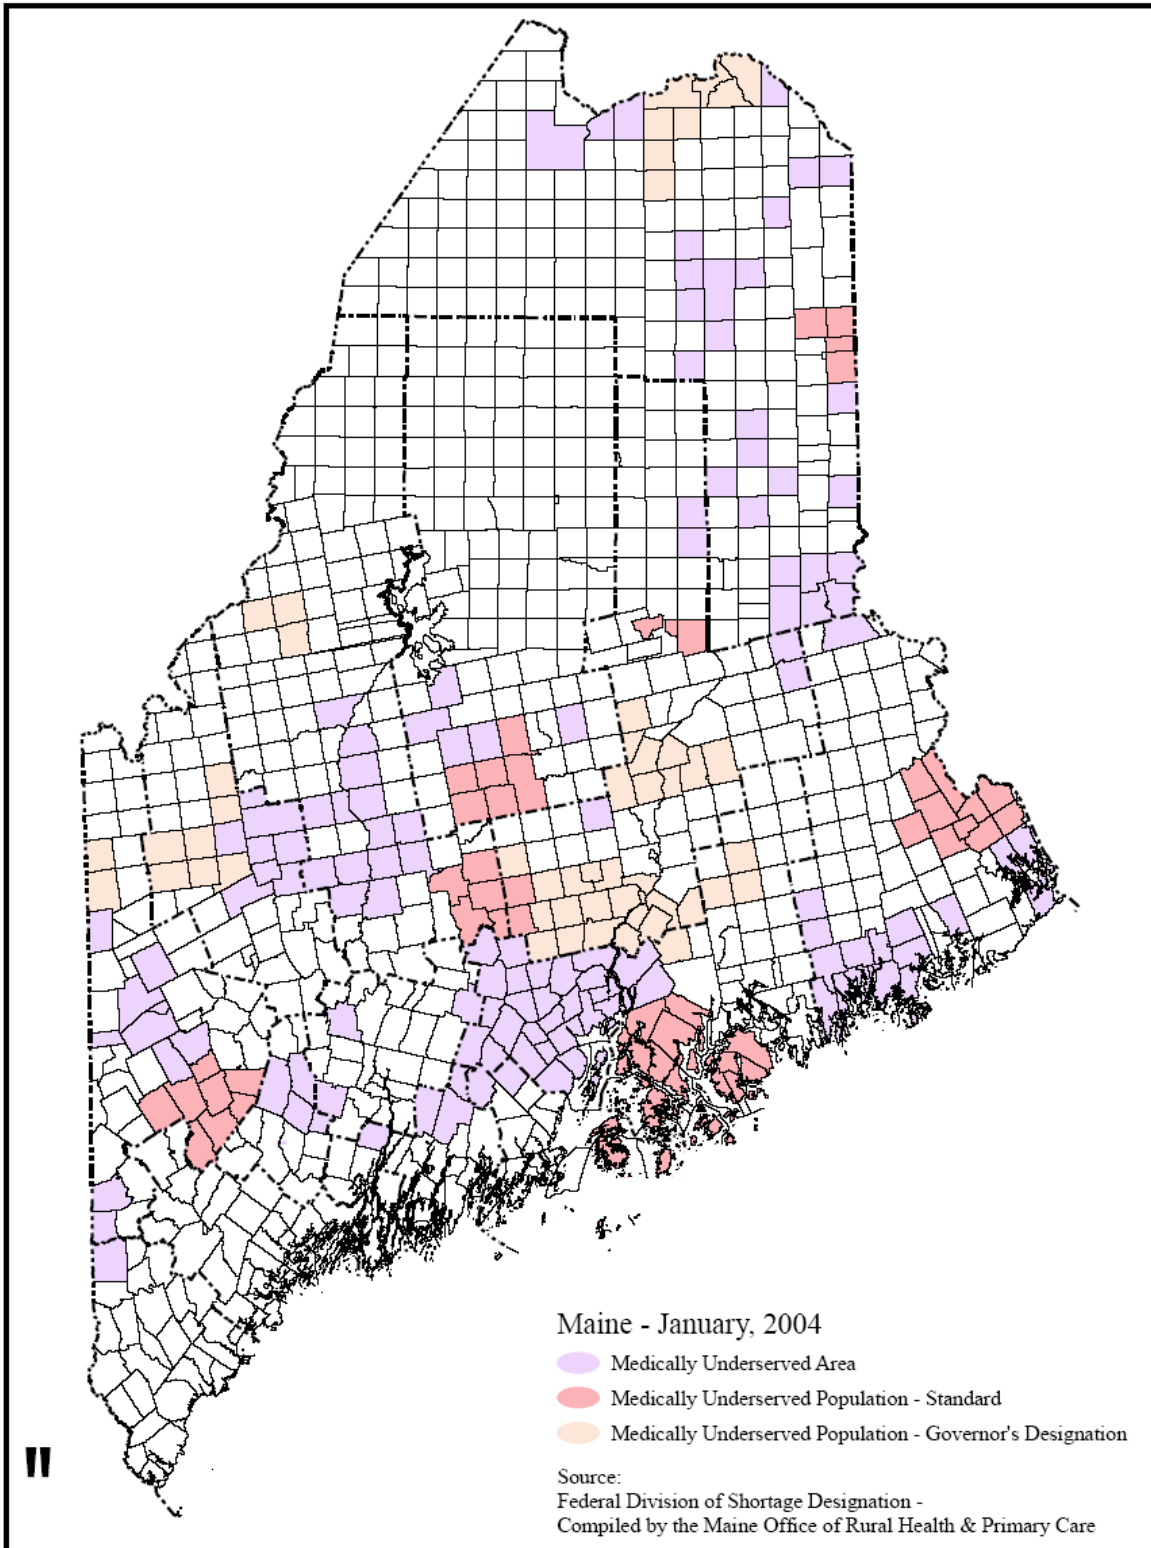 Maine - January, 2004
Medically Underserved Area
Medically Underserved Population - Standard
Medically Underserved Population - Governor's Designation
Source:
Federal Division of Shortage Designation -
Compiled by the Maine Office of Rural Health & Primary Care
"